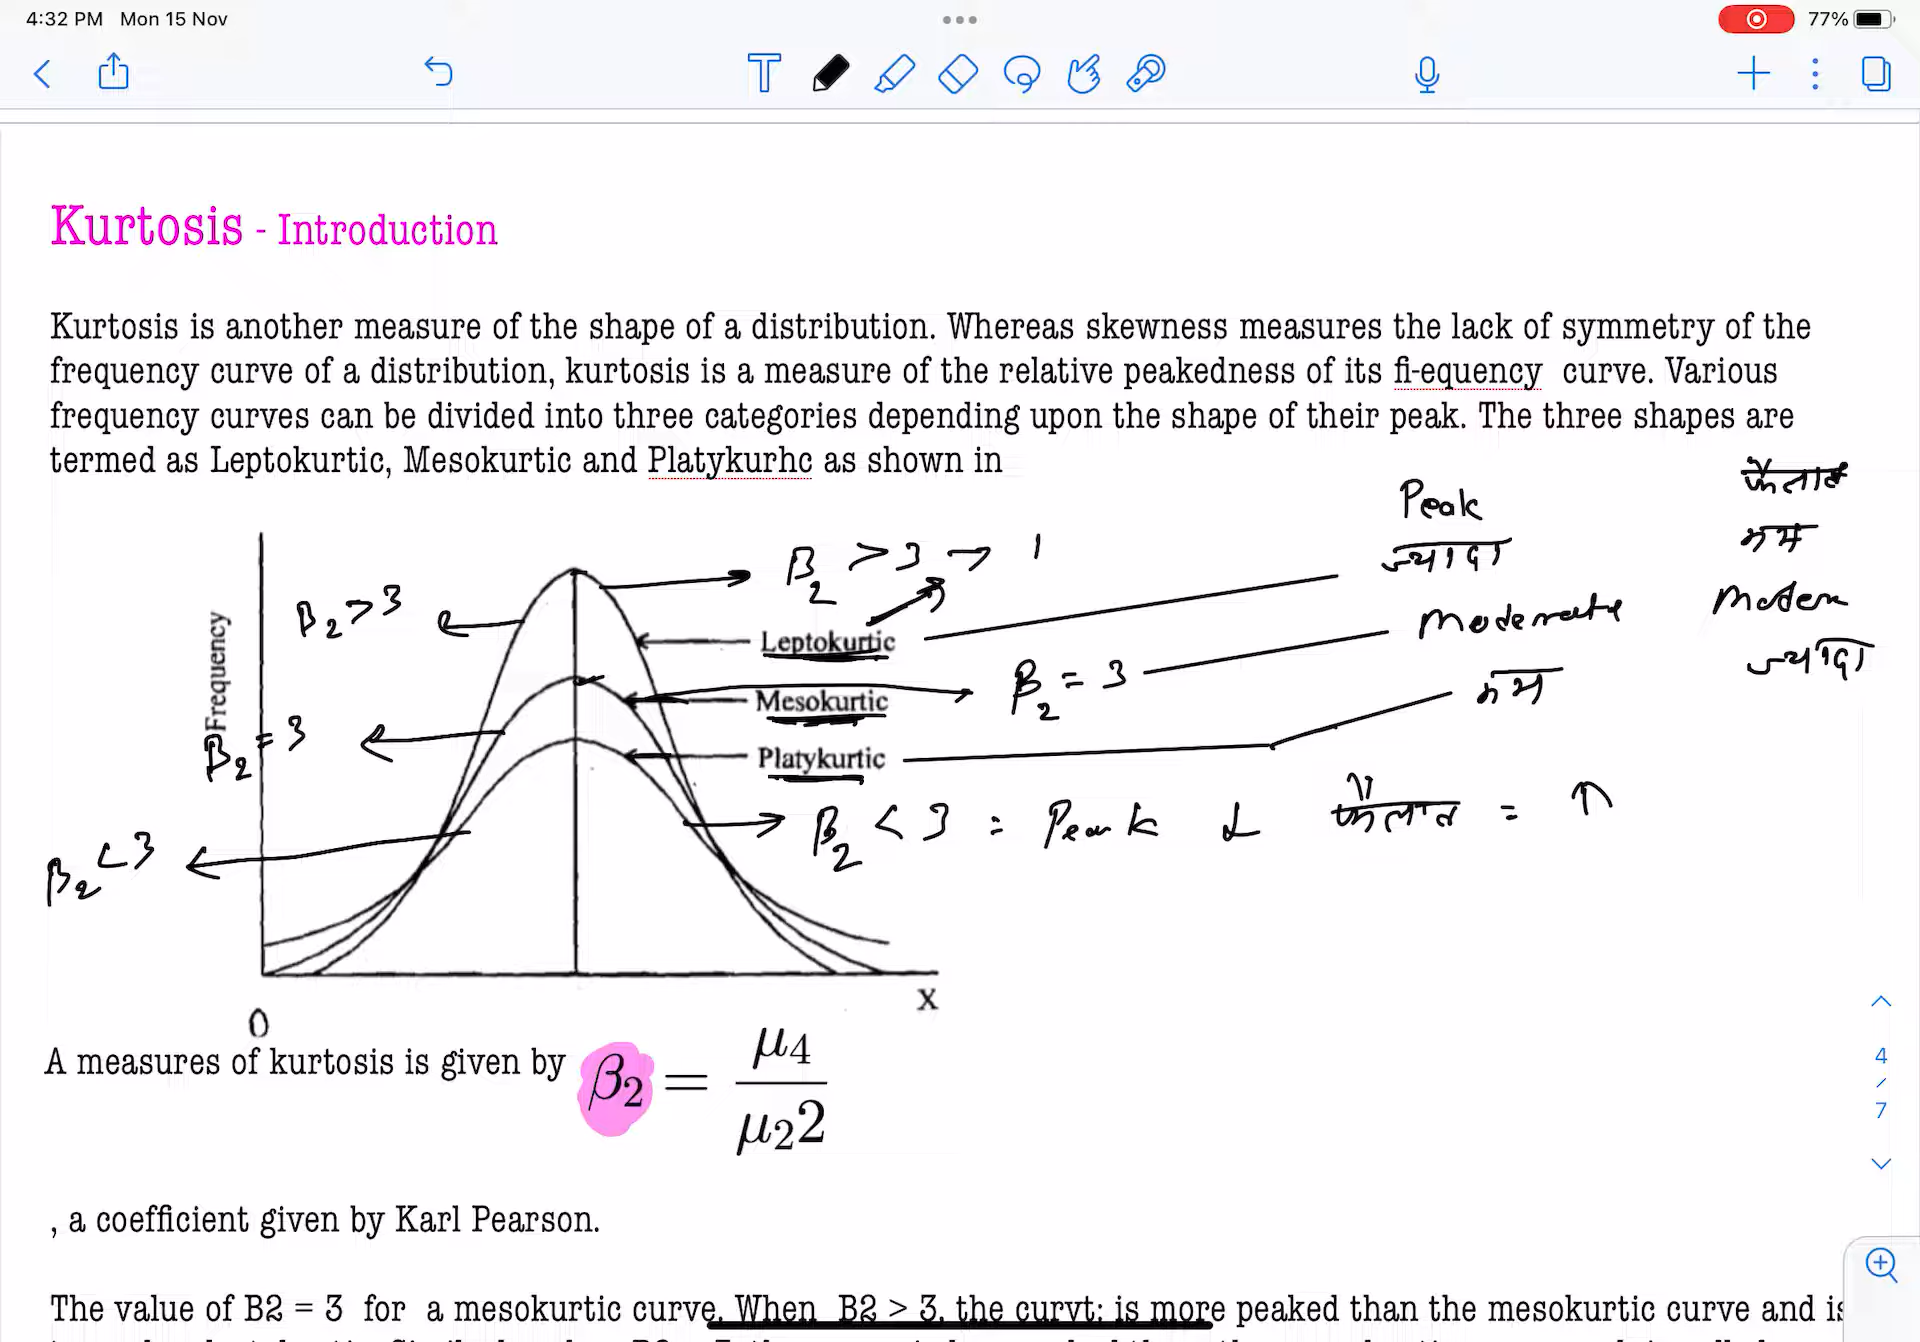 4:32 PM Mon 15 Nov
77%
Kurtosis - Introduction
Kurtosis is another measure of the shape of a distribution. Whereas skewness measures the lack of symmetry of the
frequency curve of a distribution, kurtosis is a measure of the relative peakedness of its fi-equency curve. Various
frequency curves can be divided into three categories depending upon the shape of their peak. The three shapes are
termed as Leptokurtic, Mesokurtic and Platykurhc as shown in
फैलाव
Peak
ज्यादा
कम
β2 > 3 → 1
β2 > 3
Frequency
Leptokurtic
Moderate
ज्यादा
β2 = 3
कम
Mesokurtic
β2 = 3
Platykurtic
β2 < 3 = Peak ↓ फैलाव = ↑
β2 < 3
X
0
A measures of kurtosis is given by β2 = μ4 / μ22
4
/
7
, a coefficient given by Karl Pearson.
The value of B2 = 3 for a mesokurtic curve. When B2 > 3, the curvt: is more peaked than the mesokurtic curve and is